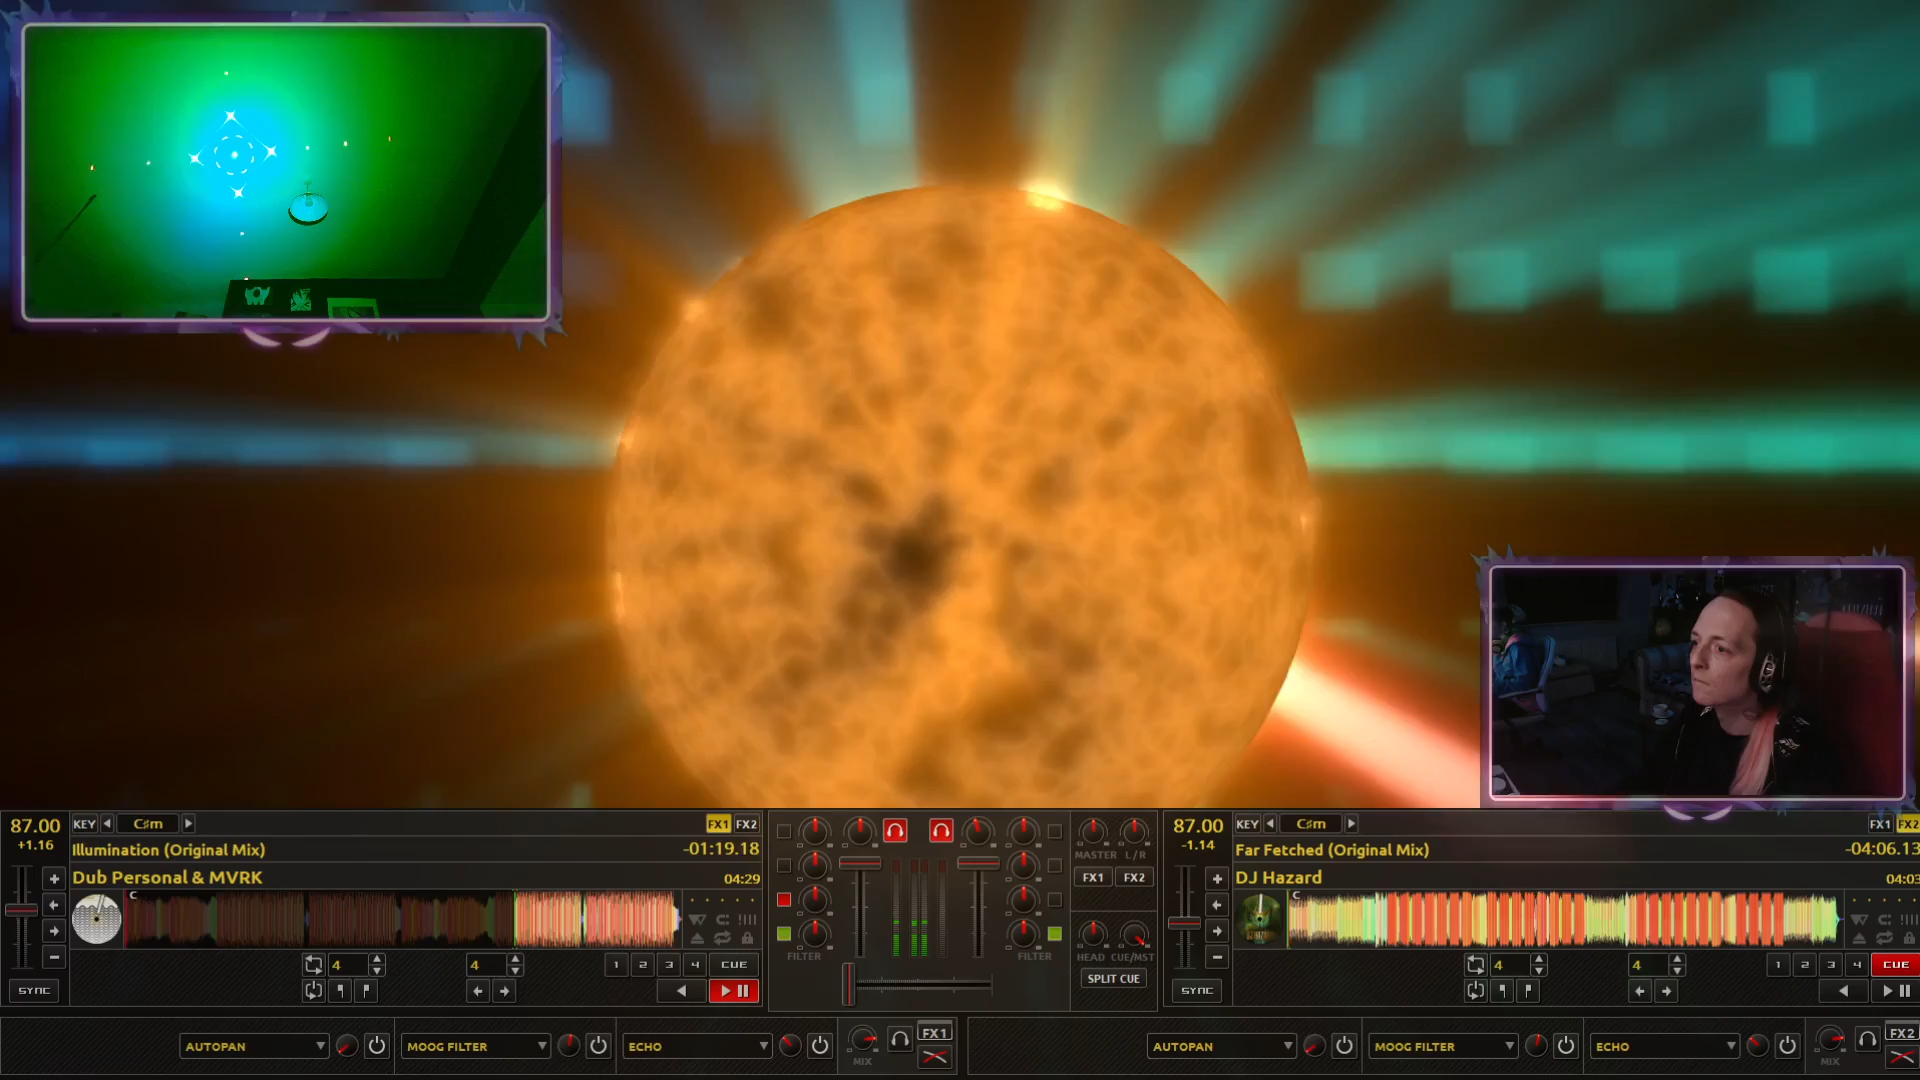 87.00
+1.16
KEY
C♯m
FX1
FX2
Illumination (Original Mix)
-01:19.18
Dub Personal & MVRK
04:29
C
4
4
1
2
3
4
CUE
SYNC
FILTER
FILTER
MASTER
L/R
FX1
FX2
HEAD
CUE/MST
SPLIT CUE
87.00
-1.14
KEY
C♯m
FX1
FX2
Far Fetched (Original Mix)
-04:06.13
DJ Hazard
04:03
C
4
4
1
2
3
4
CUE
SYNC
AUTOPAN
MOOG FILTER
ECHO
MIX
FX1
AUTOPAN
MOOG FILTER
ECHO
MIX
FX2